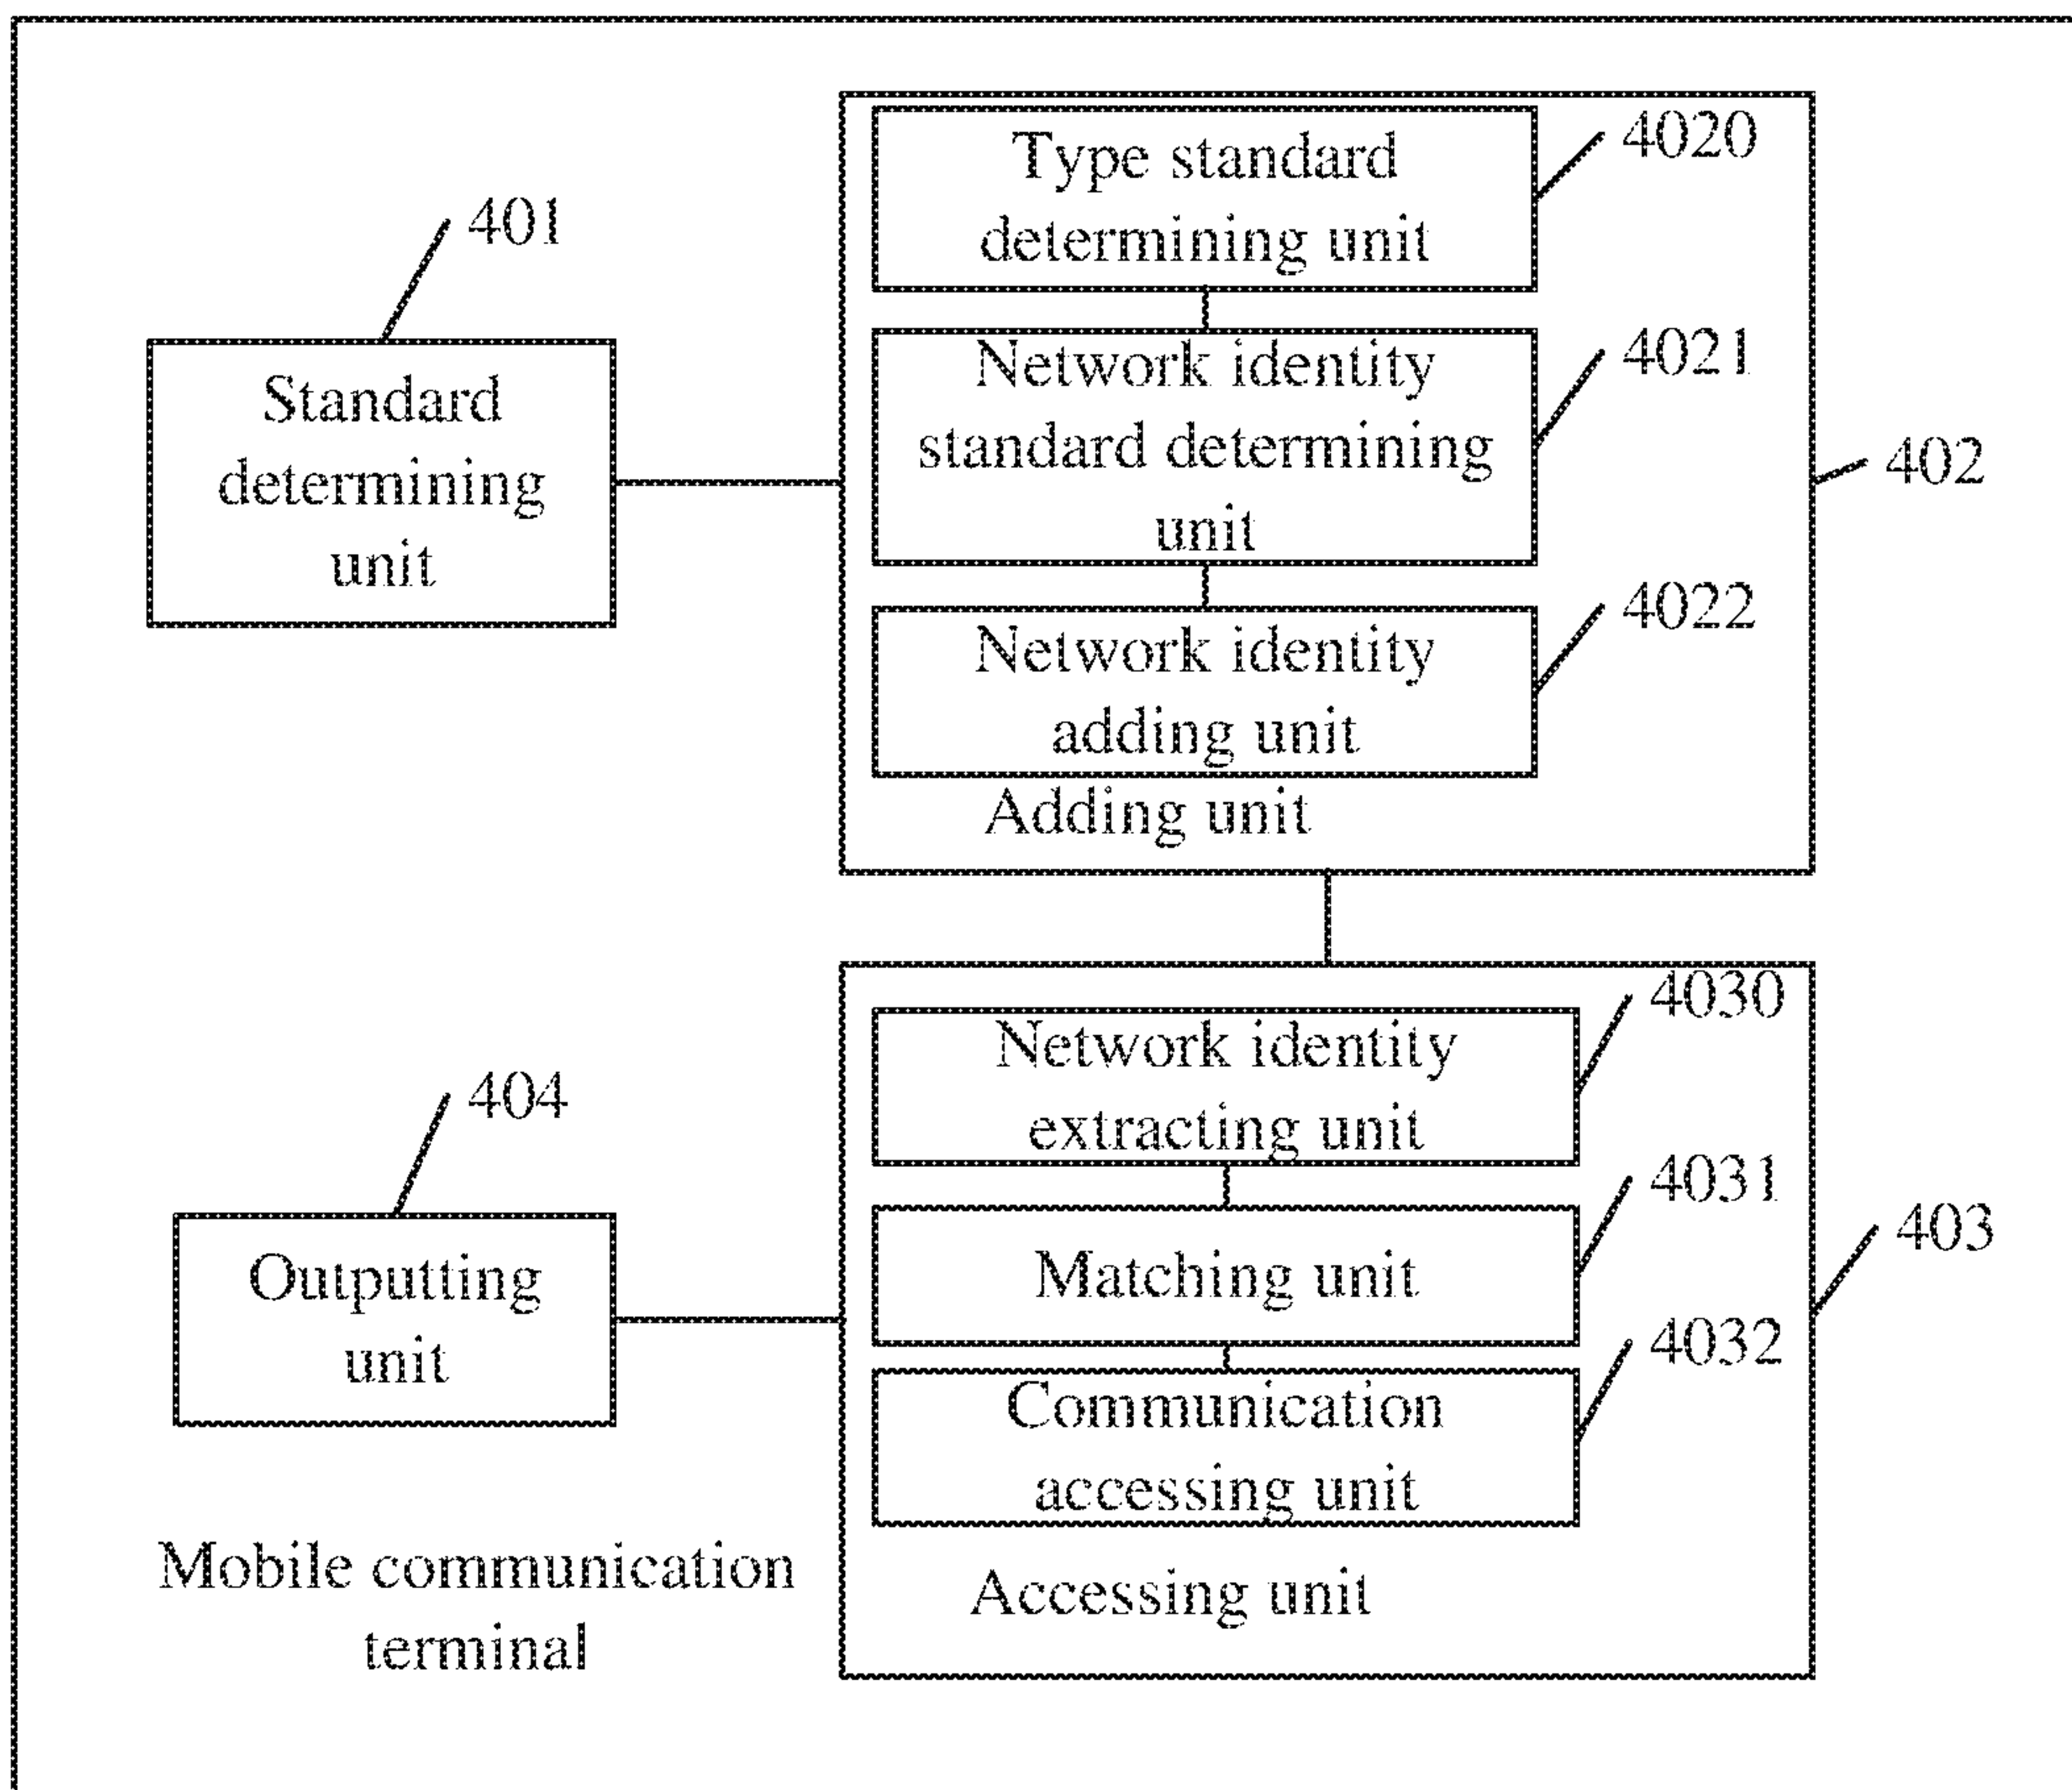 401
Standard
determining
unit
Type standard
determining unit
4020
Network identity
standard determining
unit
4021
Network identity
adding unit
4022
Adding unit
402
Network identity
extracting unit
4030
Matching unit
4031
Communication
accessing unit
4032
Accessing unit
403
404
Outputting
unit
Mobile communication
terminal